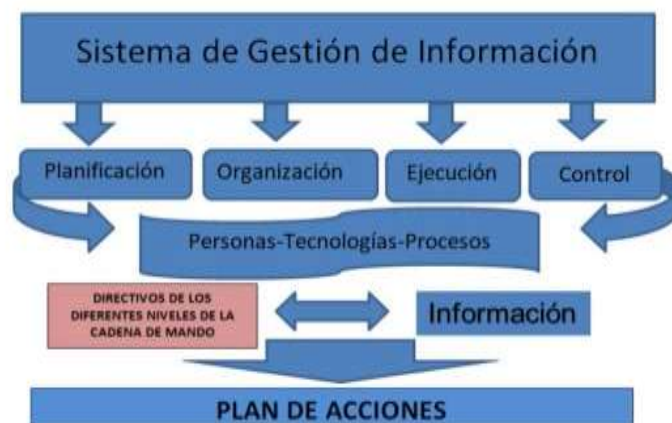 Sistema de Gestión de Información
Planificación
Organización
Ejecución
Control
Personas-Tecnologías-Procesos
DIRECTIVOS DE LOS
DIFERENTES NIVELES DE LA
CADENA DE MANDO
Información
PLAN DE ACCIONES